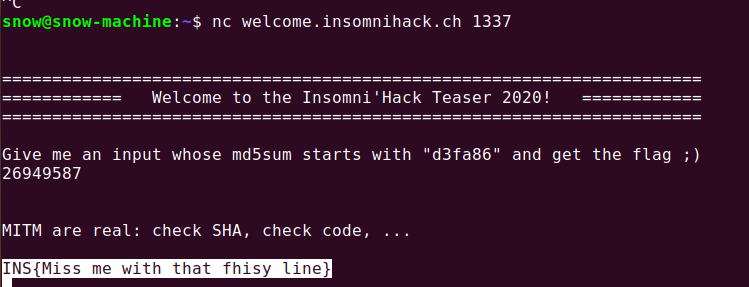 ^C
snow@snow-machine:~$ nc welcome.insomnihack.ch 1337
======================================================================
============   Welcome to the Insomni'Hack Teaser 2020!   ============
======================================================================
Give me an input whose md5sum starts with "d3fa86" and get the flag ;)
26949587
MITM are real: check SHA, check code, ...
INS{Miss me with that fhisy line}